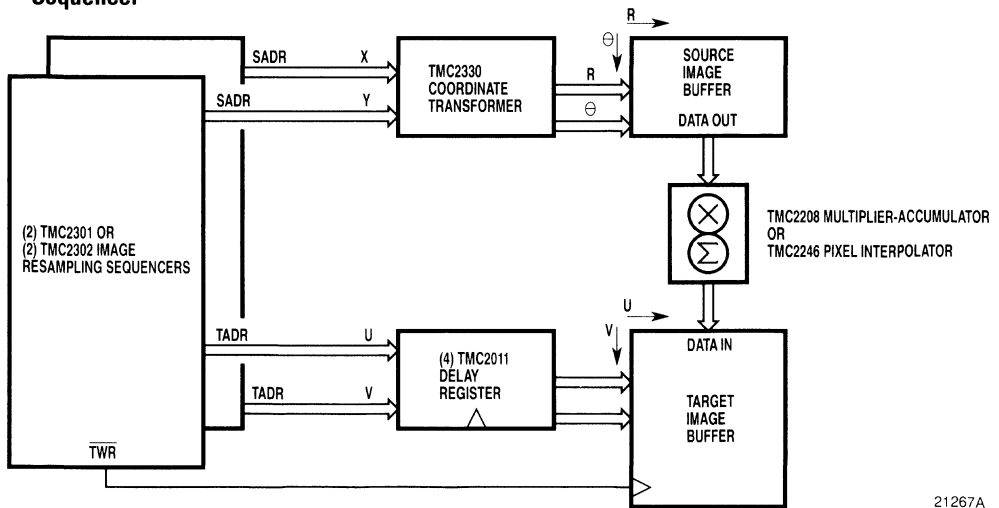 Sequencer
R
θ
SADR X
SADR Y
TMC2330
COORDINATE
TRANSFORMER
R
θ
SOURCE
IMAGE
BUFFER
DATA OUT
(2) TMC2301 OR
(2) TMC2302 IMAGE
RESAMPLING SEQUENCERS
X
Σ
TMC2208 MULTIPLIER-ACCUMULATOR
OR
TMC2246 PIXEL INTERPOLATOR
U
V
TADR U
TADR V
(4) TMC2011
DELAY
REGISTER
DATA IN
TARGET
IMAGE
BUFFER
TWR
21267A